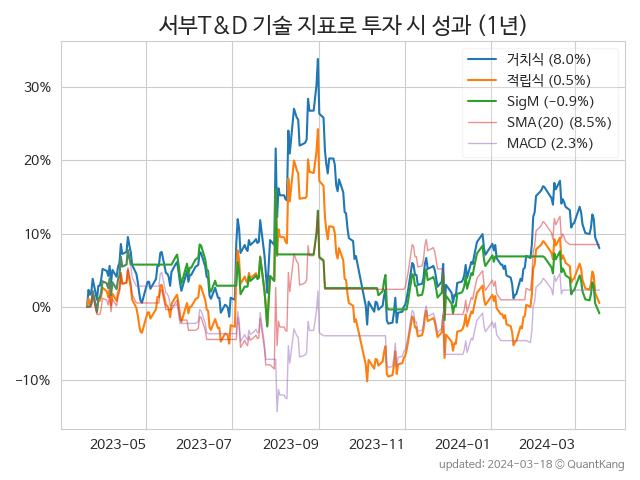 서부T&D 기술 지표로 투자 시 성과 (1년)
거치식 (8.0%)
적립식 (0.5%)
SigM (−0.9%)
SMA(20) (8.5%)
MACD (2.3%)
30%
20%
10%
0%
−10%
2023-05 2023-07 2023-09 2023-11 2024-01 2024-03
updated: 2024-03-18 © QuantKang